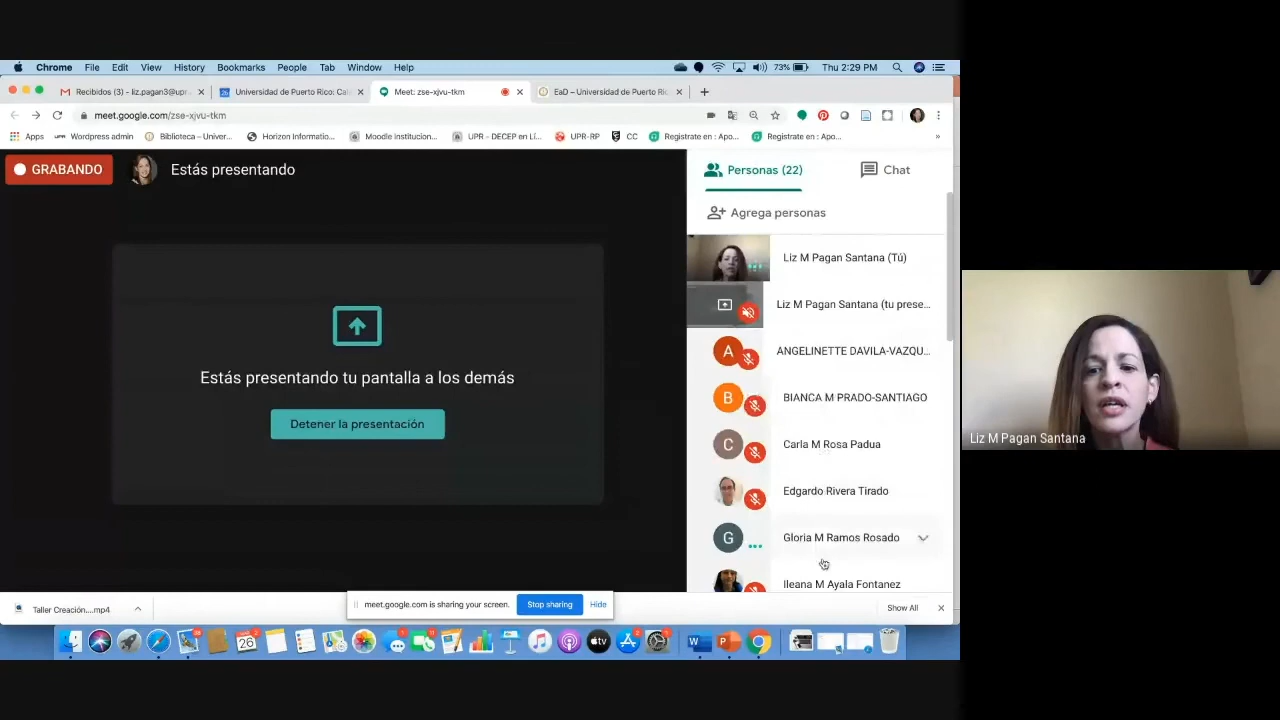 Chrome File Edit View History Bookmarks People Tab Window Help 73% Thu 2:29 PM
Recibidos (3) - liz.pagan3@upr. Universidad de Puerto Rico: Cal Meet: zse-xjvu-tkm EaD – Universidad de Puerto Ric
meet.google.com/zse-xjvu-tkm
Apps Wordpress admin Biblioteca – Univer... Horizon Informatio... Moodle Institucion... UPR - DECEP en Lí... UPR-RP CC Registrate en : Apo... Registrate en : Apo... »
GRABANDO Estás presentando
Personas (22) Chat
Agrega personas
Liz M Pagan Santana (Tú)
Liz M Pagan Santana (tu prese...
A ANGELINETTE DAVILA-VAZQU...
Estás presentando tu pantalla a los demás
B BIANCA M PRADO-SANTIAGO
Detener la presentación
C Carla M Rosa Padua
Liz M Pagan Santana
Edgardo Rivera Tirado
G Gloria M Ramos Rosado
Ileana M Ayala Fontanez
meet.google.com is sharing your screen. Stop sharing Hide
Taller Creación....mp4 Show All